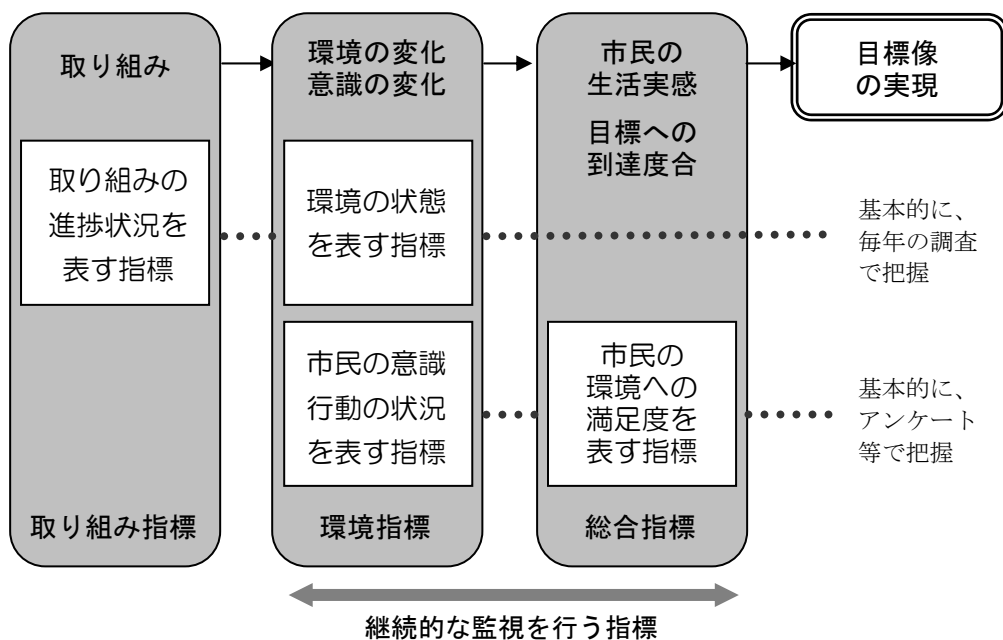 取り組み
環境の変化
意識の変化
市民の
生活実感
目標への
到達度合
目標像
の実現
取り組みの
進捗状況を
表す指標
環境の状態
を表す指標
基本的に、
毎年の調査
で把握
市民の意識
行動の状況
を表す指標
市民の
環境への
満足度を
表す指標
基本的に、
アンケート
等で把握
取り組み指標
環境指標
総合指標
継続的な監視を行う指標